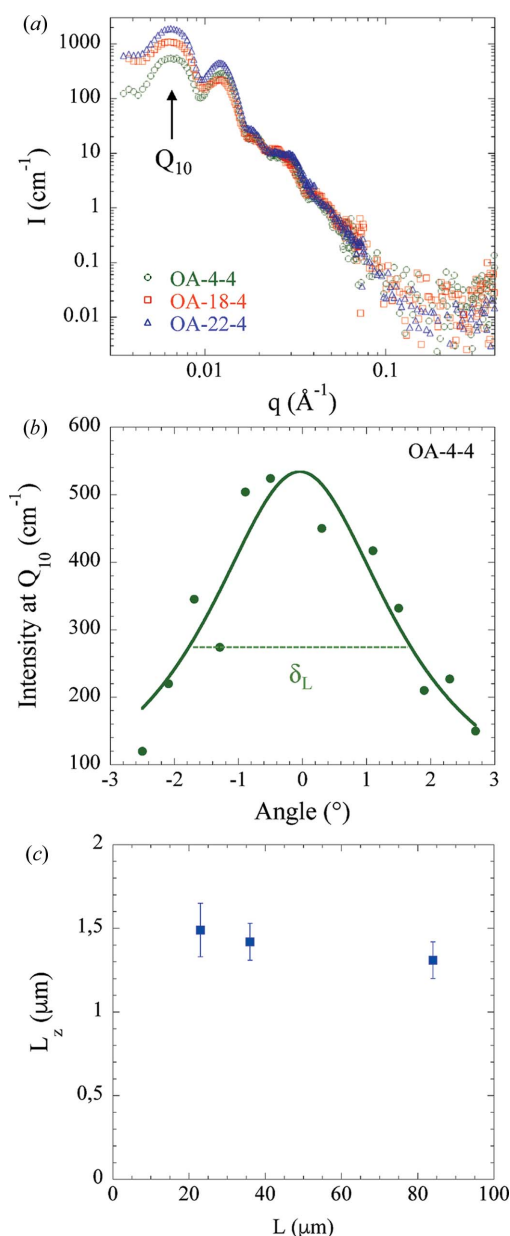 (a)
1000
100
10
1
0.1
0.01
I (cm⁻¹)
Q₁₀
OA-4-4
OA-18-4
OA-22-4
0.01
0.1
q (Å⁻¹)
(b)
600
500
400
300
200
100
Intensity at Q₁₀ (cm⁻¹)
OA-4-4
δ_L
-3
-2
-1
0
1
2
3
Angle (°)
(c)
2
1,5
1
0,5
0
L_z (μm)
0
20
40
60
80
100
L (μm)